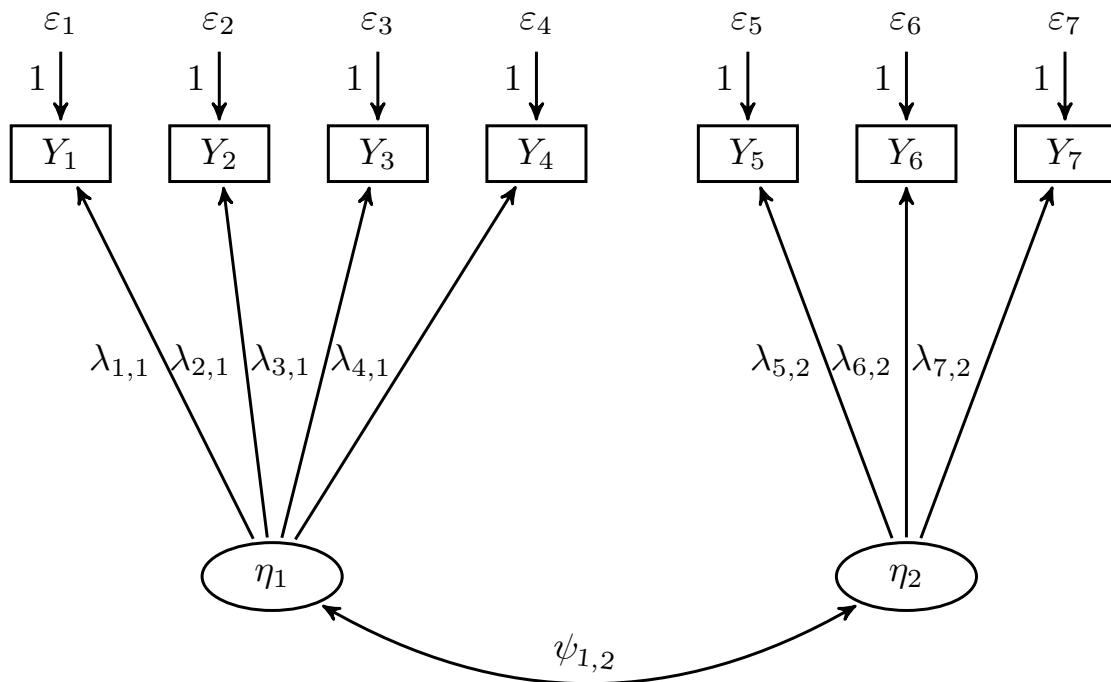 ε₁ ε₂ ε₃ ε₄ ε₅ ε₆ ε₇
1 1 1 1 1 1 1
Y₁ Y₂ Y₃ Y₄ Y₅ Y₆ Y₇
λ₁,₁ λ₂,₁ λ₃,₁ λ₄,₁ λ₅,₂ λ₆,₂ λ₇,₂
η₁ η₂
ψ₁,₂